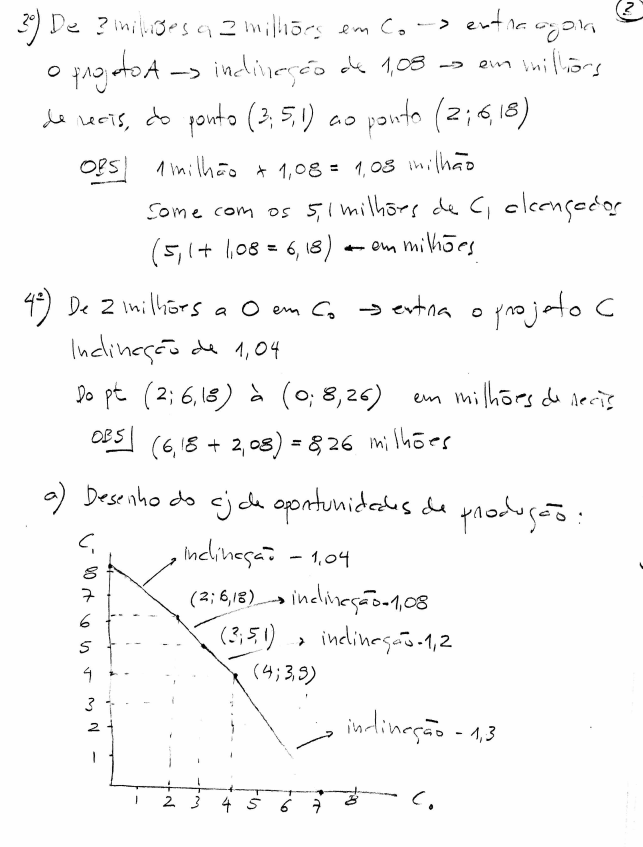 2
3º) De 3 milhões a 2 milhões em C₀ → entra agora
o projeto A → inclinação de 1,08 → em milhões
de reais, do ponto (3; 5,1) ao ponto (2; 6,18)
OBS| 1 milhão * 1,08 = 1,08 milhão
Some com os 5,1 milhões de C₁ alcançados
(5,1 + 1,08 = 6,18) ← em milhões
4º) De 2 milhões a 0 em C₀ → entra o projeto C
Inclinação de 1,04
Do pt (2; 6,18) à (0; 8,26) em milhões de reais
OBS| (6,18 + 2,08) = 8,26 milhões
a) Desenho do cj de oportunidades de produção:
C₁
inclinação - 1,04
8
7
(2; 6,18) → inclinação - 1,08
6
(3; 5,1) → inclinação - 1,2
5
4
(4; 3,9)
3
2
inclinação - 1,3
1
1 2 3 4 5 6 7 8 C₀